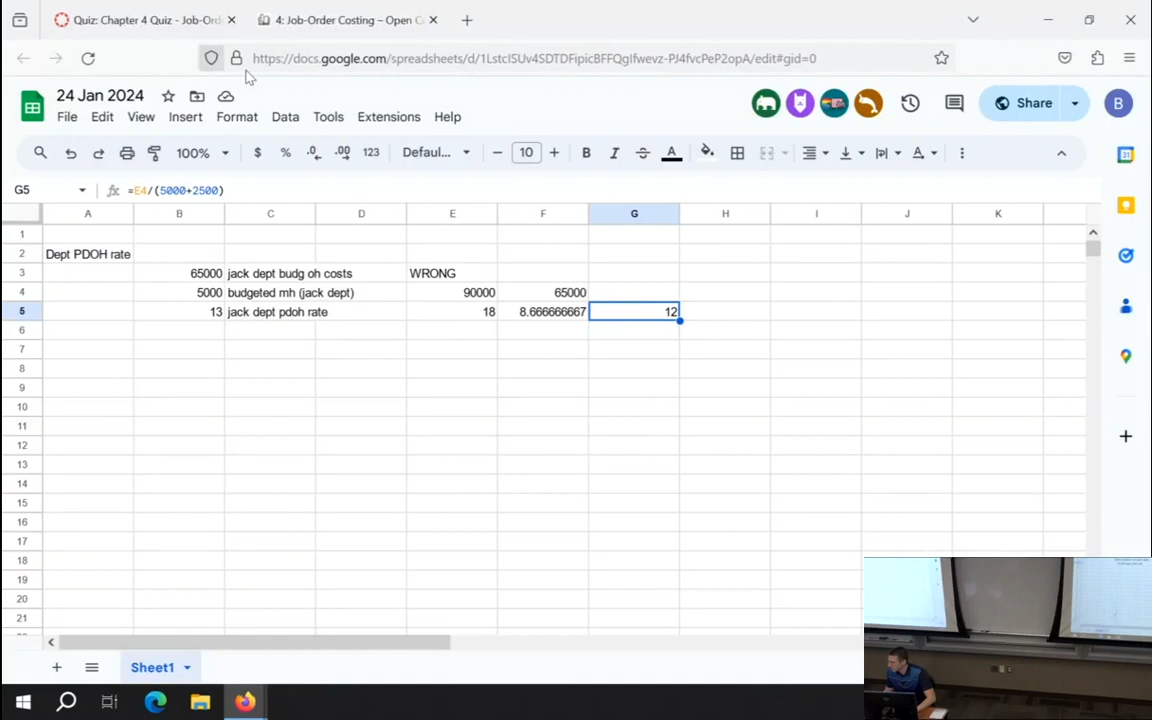 Quiz: Chapter 4 Quiz - Job-Ord
4: Job-Order Costing – Open C
https://docs.google.com/spreadsheets/d/1LstcISUv4SDTDFipicBFFQgIfwevz-PJ4fvcPeP2opA/edit#gid=0
24 Jan 2024
Share
B
File Edit View Insert Format Data Tools Extensions Help
100% $ % .0 .00 123 Defaul... − 10 + B I A
G5 fx =E4/(5000+2500)
A B C D E F G H I J K
1
2 Dept PDOH rate
3 65000 jack dept budg oh costs WRONG
4 5000 budgeted mh (jack dept) 90000 65000
5 13 jack dept pdoh rate 18 8.666666667 12
6
7
8
9
10
11
12
13
14
15
16
17
18
19
20
21
Sheet1